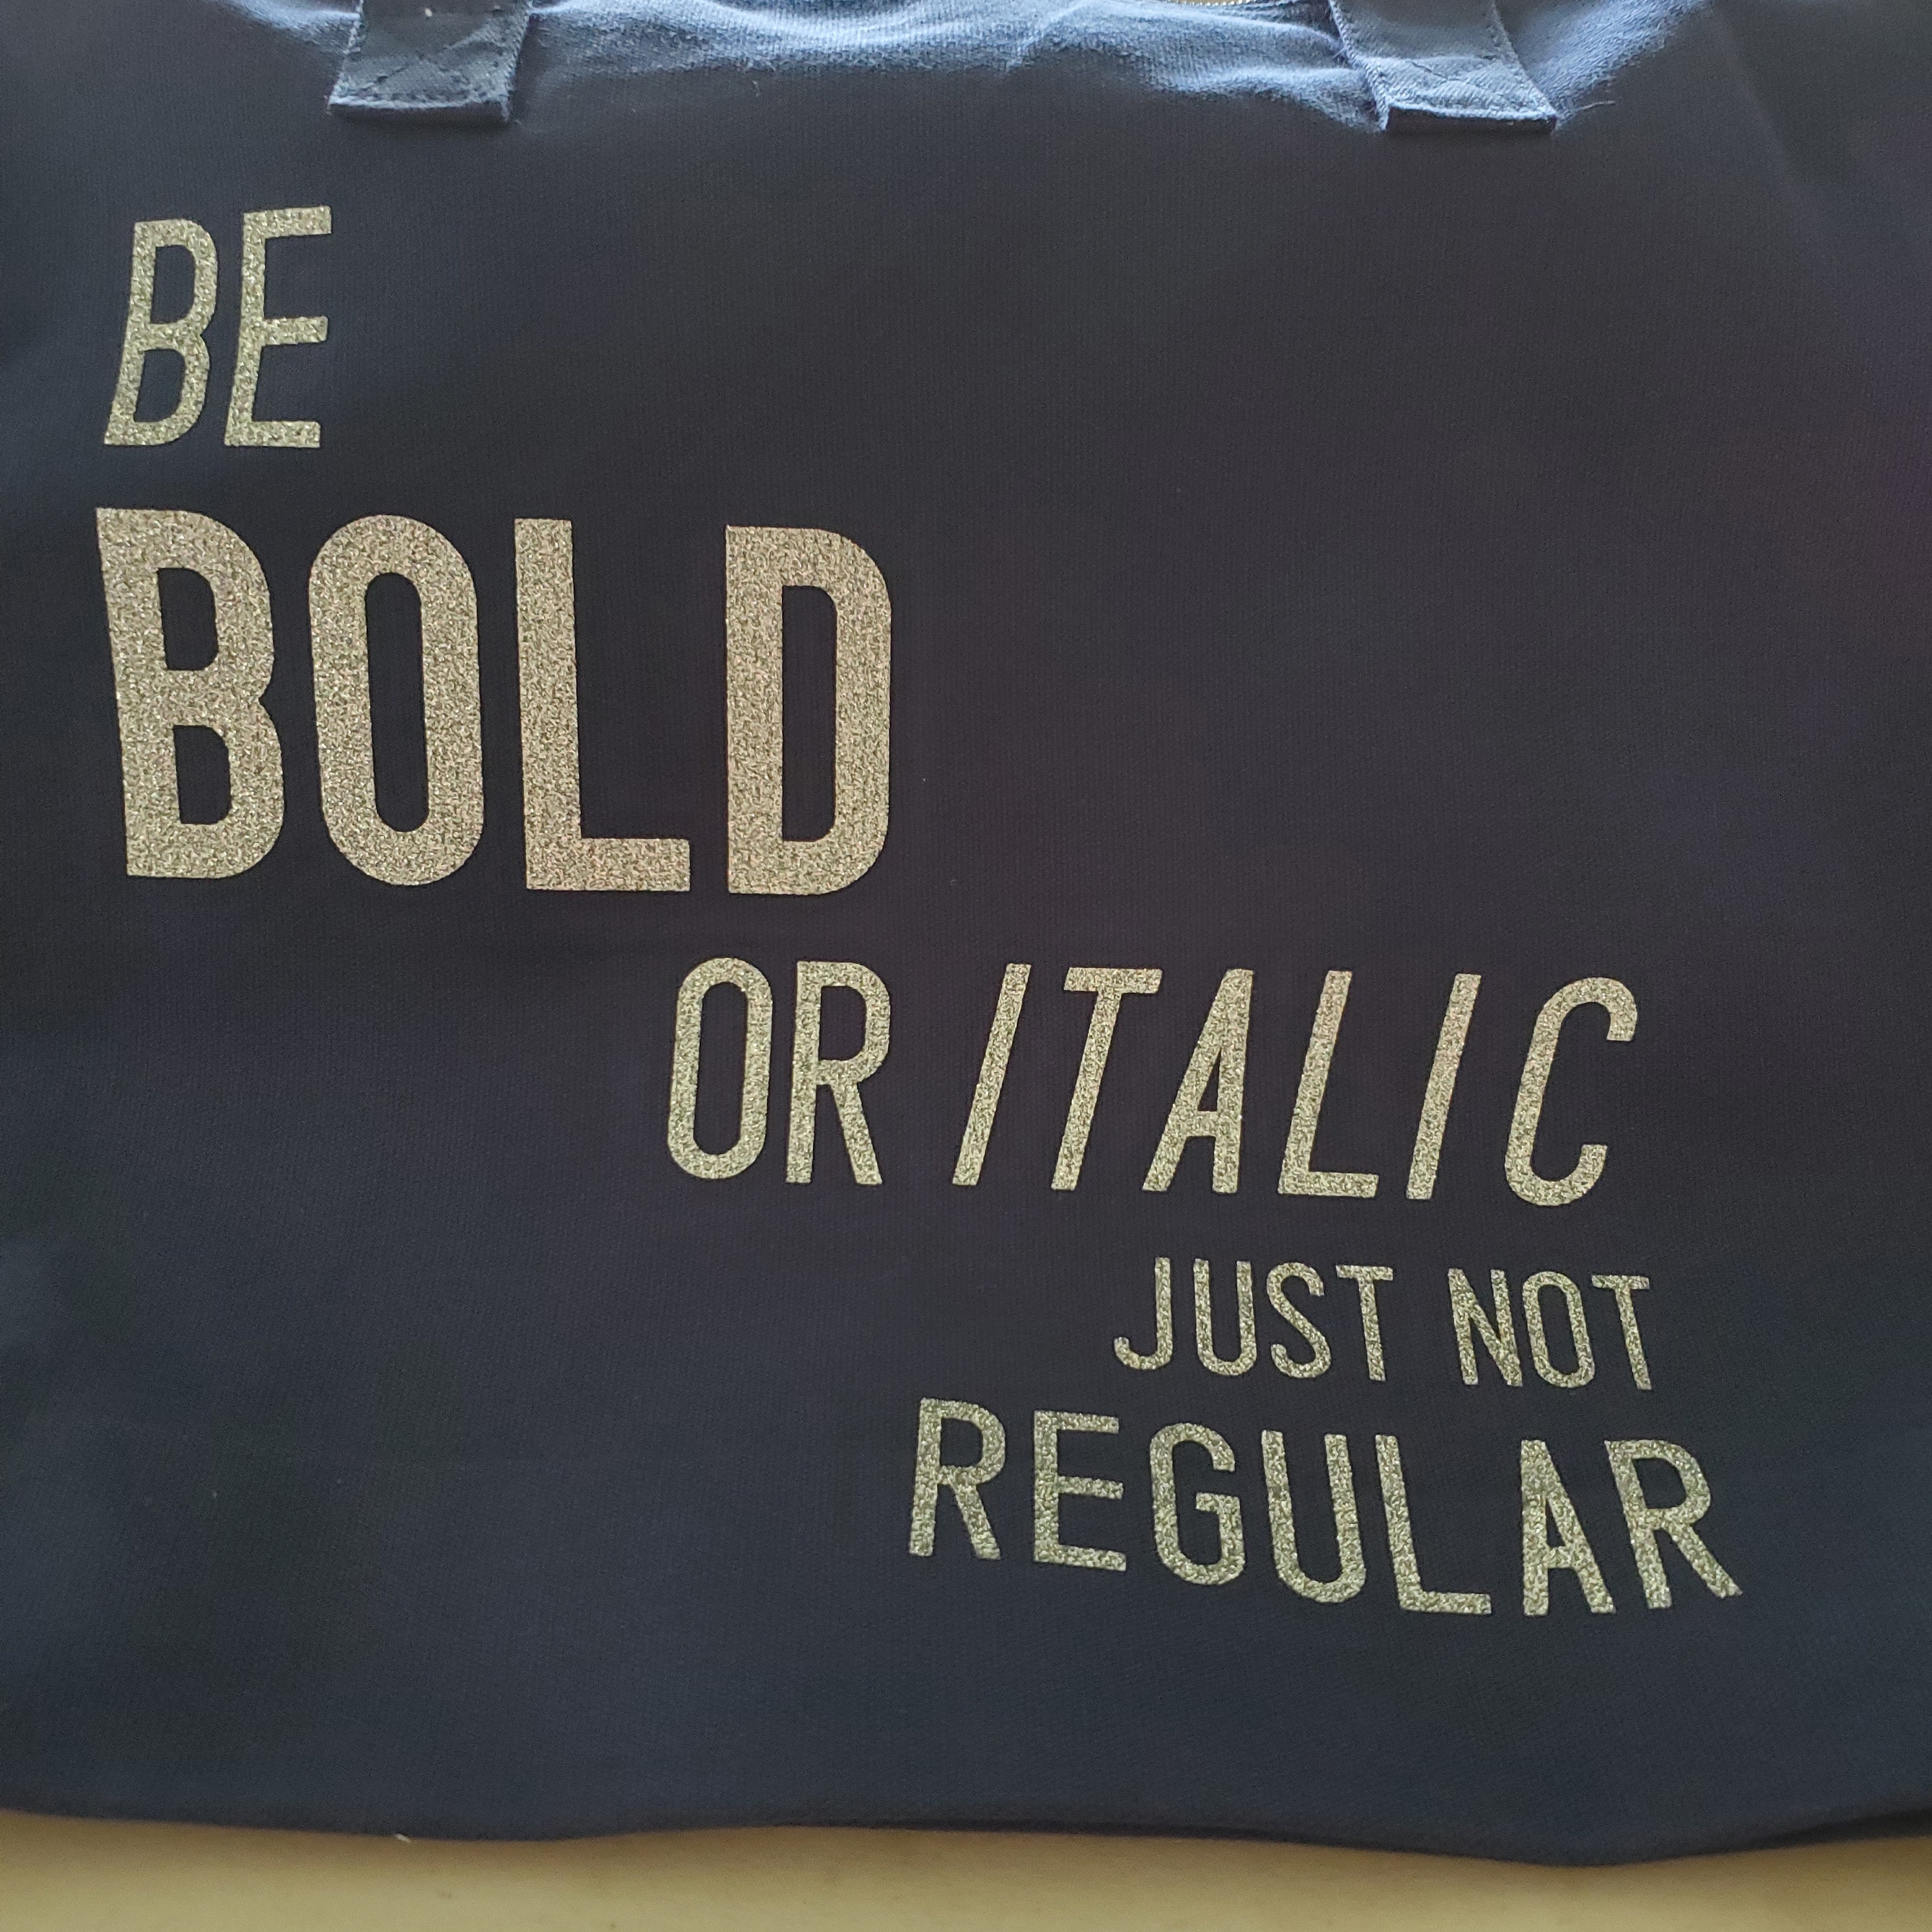 BE
BOLD
OR ITALIC
JUST NOT
REGULAR